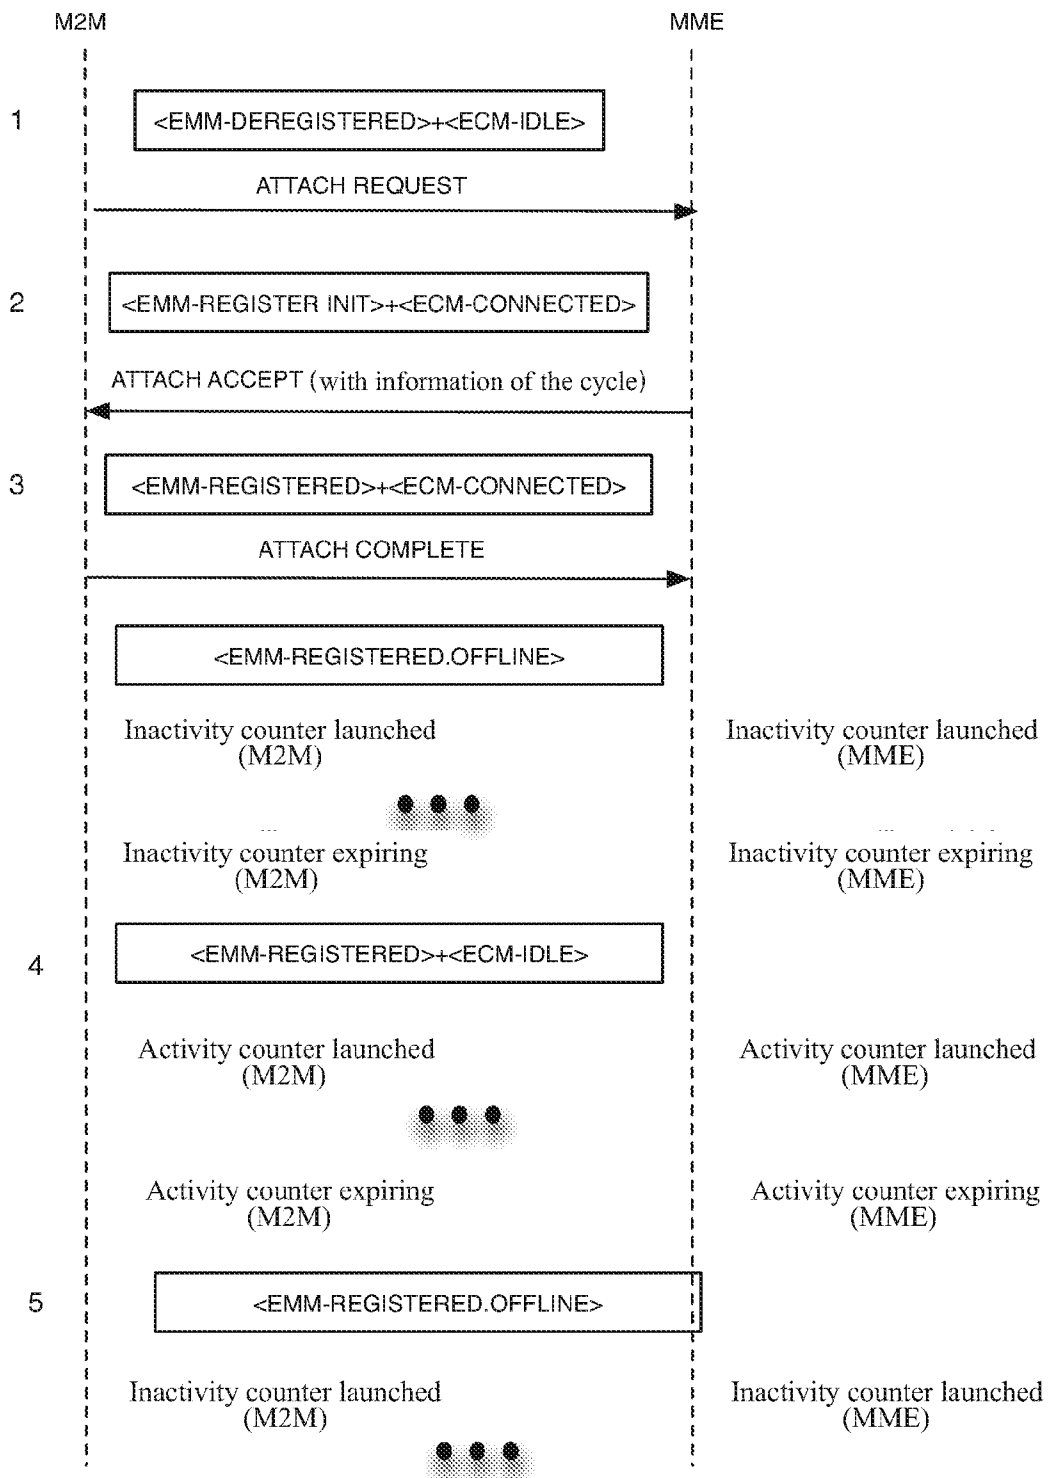 M2M MME
1 <EMM-DEREGISTERED>+<ECM-IDLE>
ATTACH REQUEST
2 <EMM-REGISTER INIT>+<ECM-CONNECTED>
ATTACH ACCEPT (with information of the cycle)
3 <EMM-REGISTERED>+<ECM-CONNECTED>
ATTACH COMPLETE
<EMM-REGISTERED.OFFLINE>
Inactivity counter launched Inactivity counter launched
(M2M) (MME)
Inactivity counter expiring Inactivity counter expiring
(M2M) (MME)
4 <EMM-REGISTERED>+<ECM-IDLE>
Activity counter launched Activity counter launched
(M2M) (MME)
Activity counter expiring Activity counter expiring
(M2M) (MME)
5 <EMM-REGISTERED.OFFLINE>
Inactivity counter launched Inactivity counter launched
(M2M) (MME)